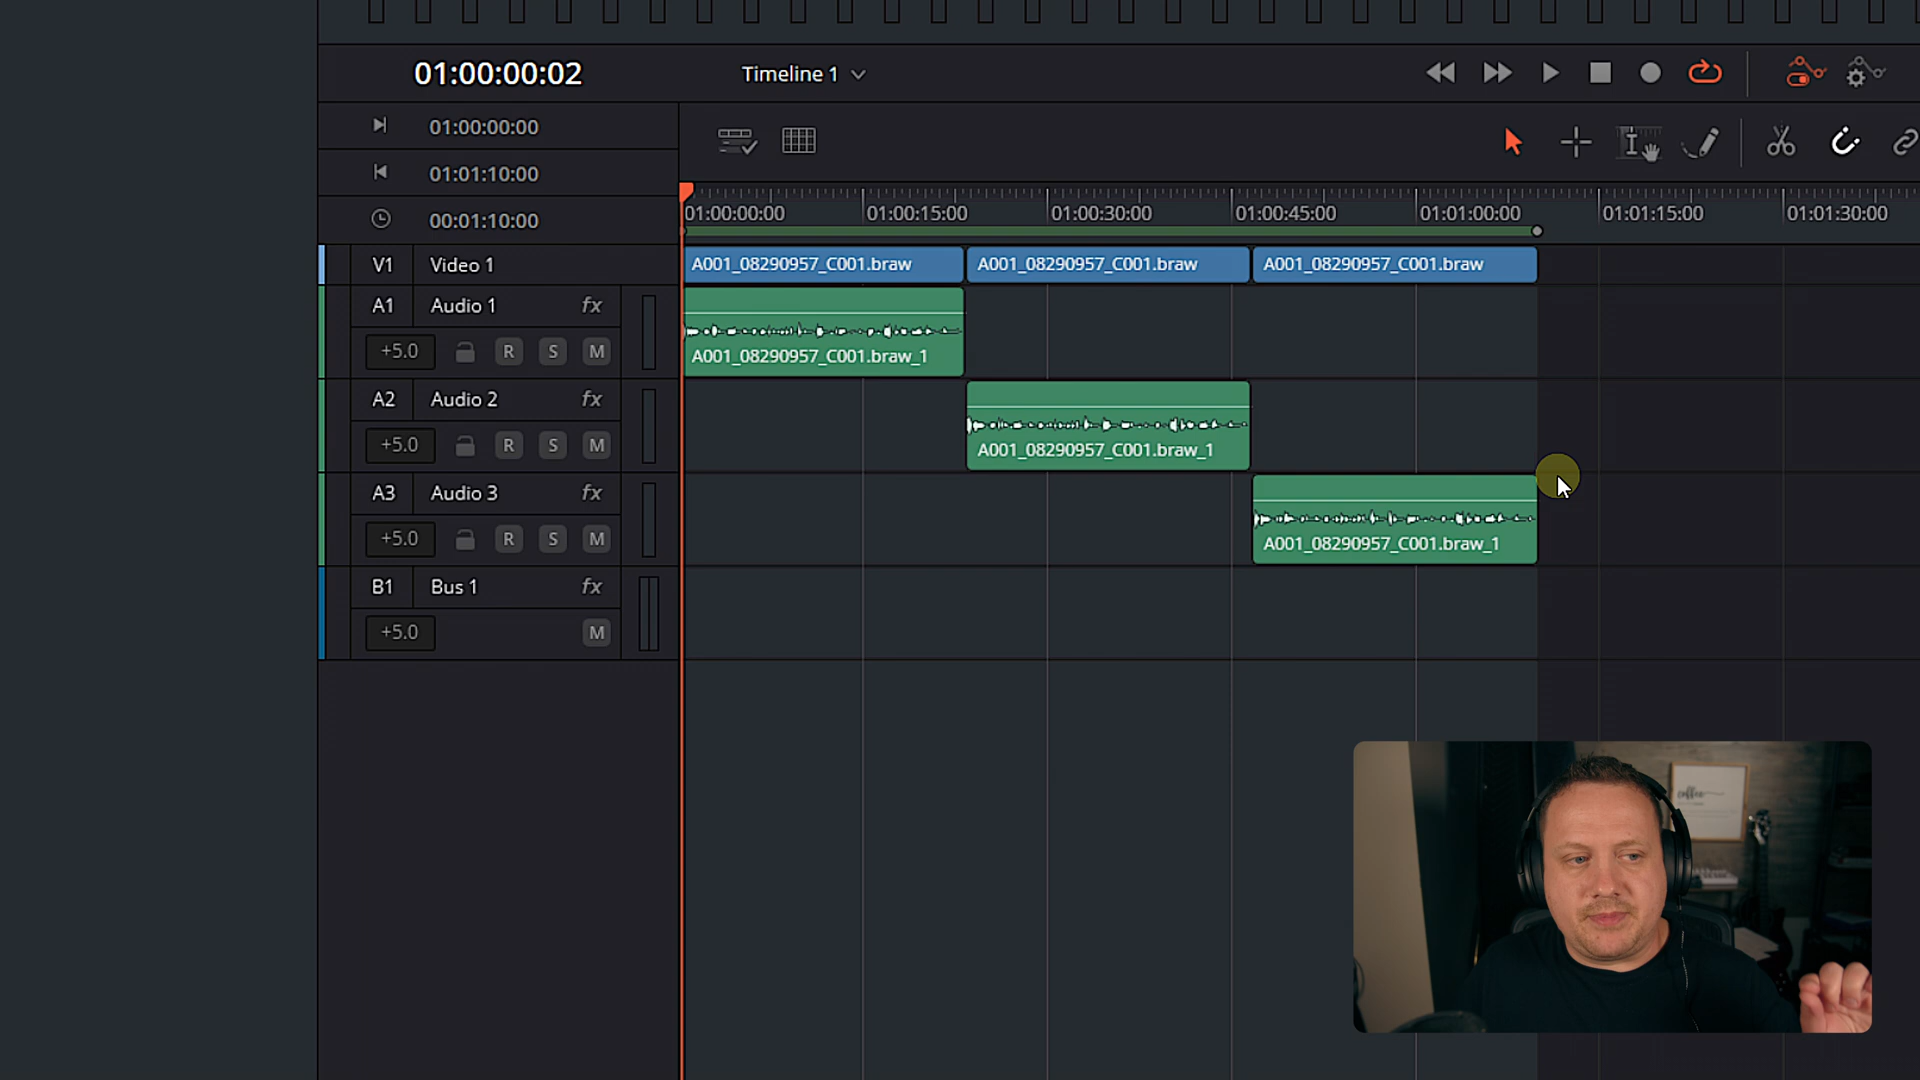 01:00:00:02
Timeline 1
01:00:00:00
01:01:10:00
00:01:10:00
01:00:00:00 01:00:15:00 01:00:30:00 01:00:45:00 01:01:00:00 01:01:15:00 01:01:30:00
V1 Video 1
A001_08290957_C001.braw A001_08290957_C001.braw A001_08290957_C001.braw
A1 Audio 1 fx
+5.0 R S M
A001_08290957_C001.braw_1
A2 Audio 2 fx
+5.0 R S M
A001_08290957_C001.braw_1
A3 Audio 3 fx
+5.0 R S M
A001_08290957_C001.braw_1
B1 Bus 1 fx
+5.0 M
coffee